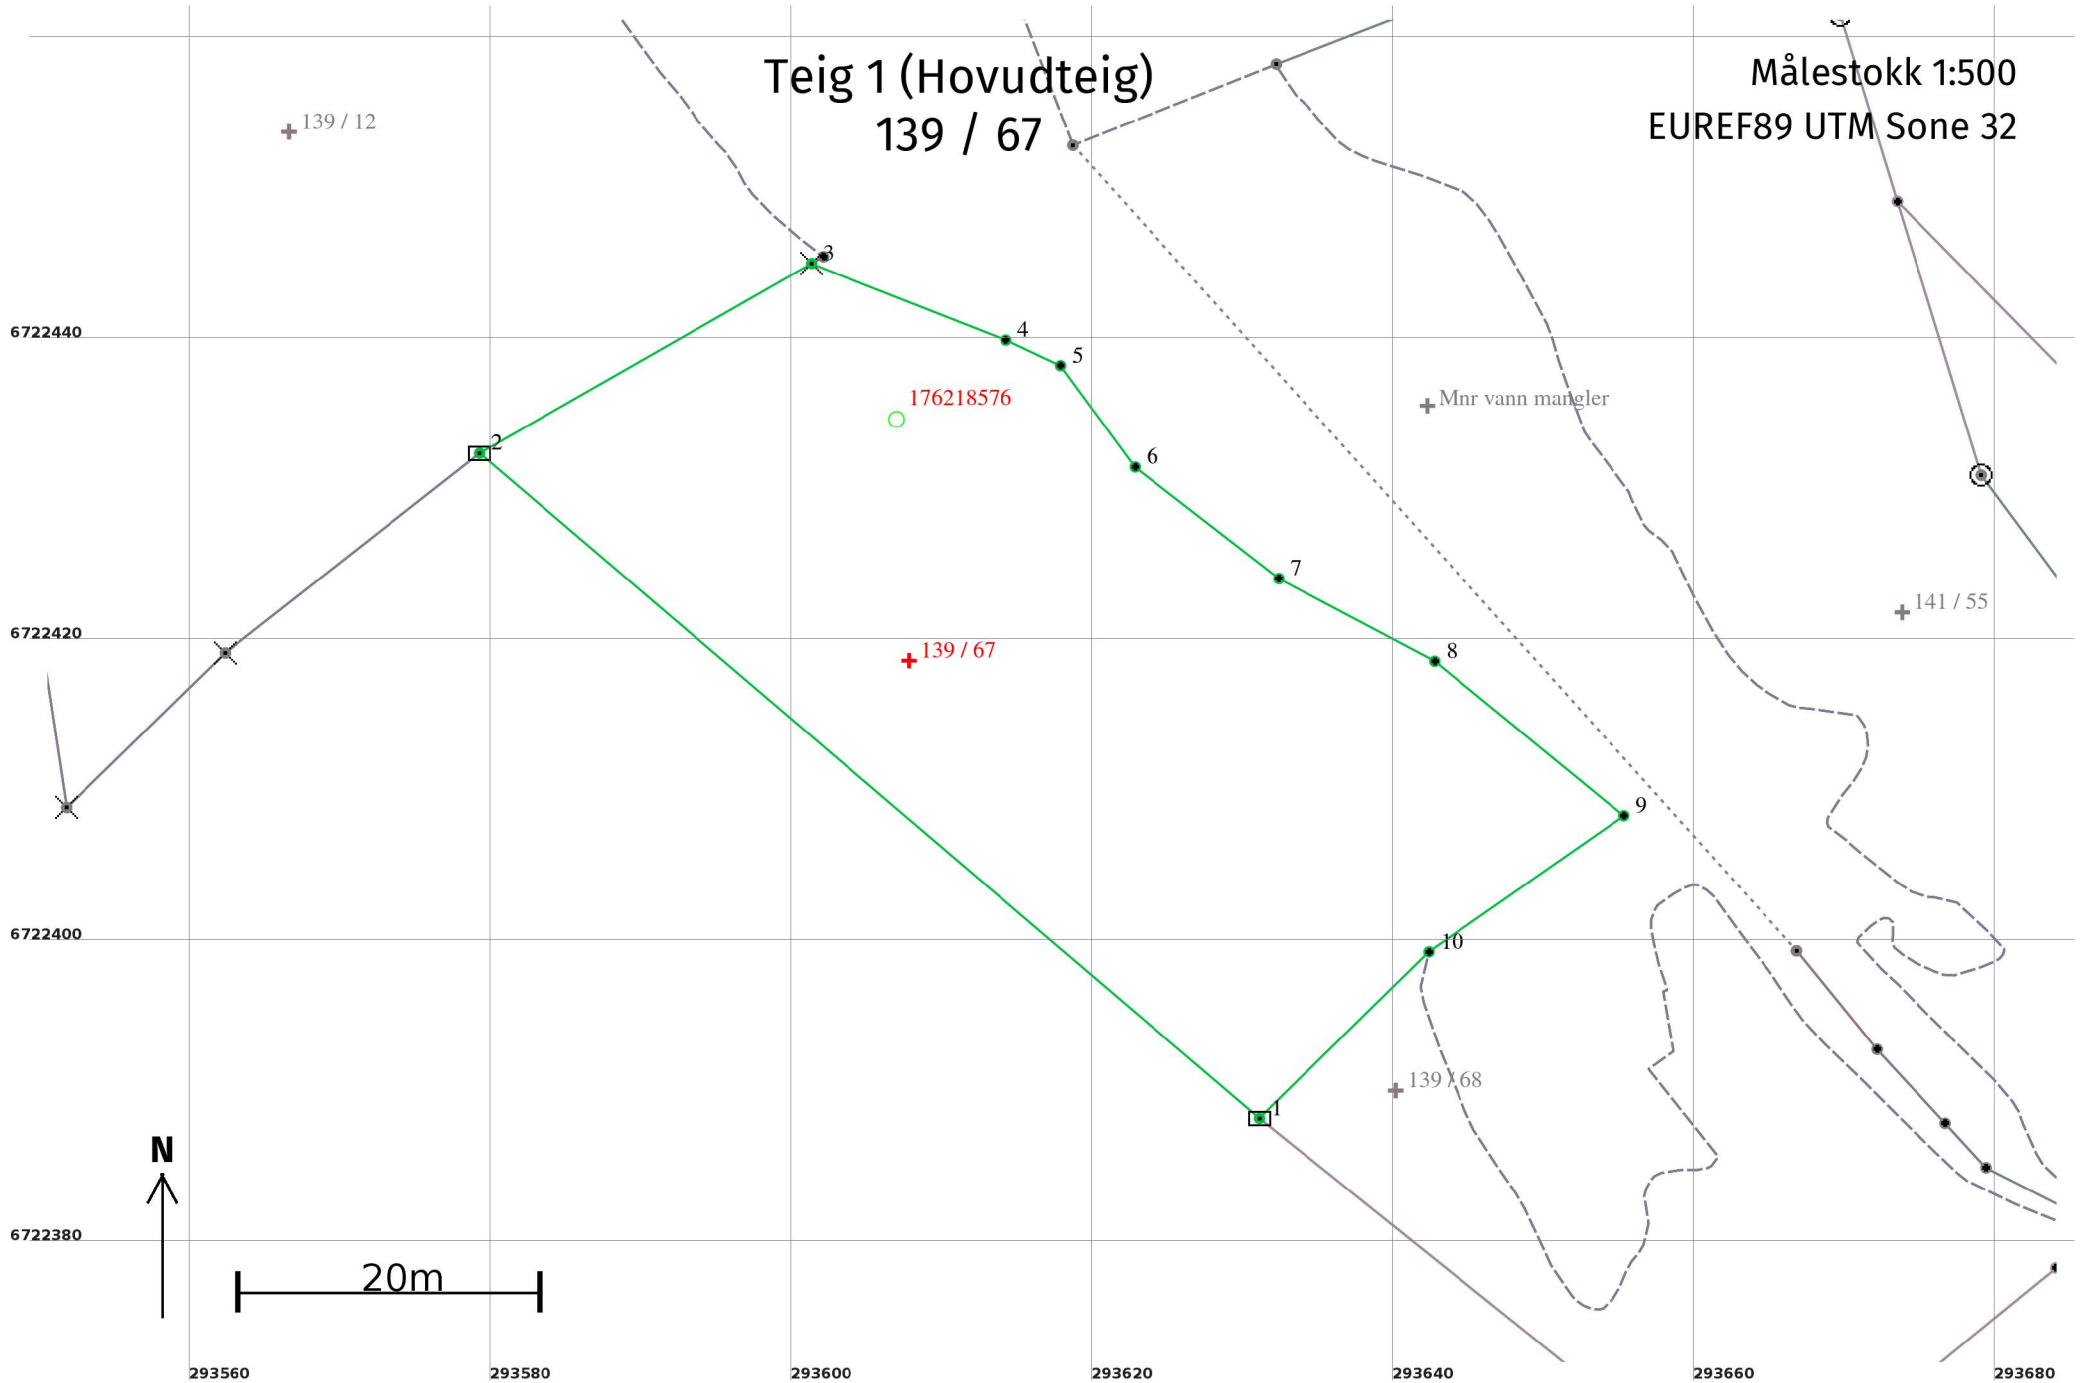 Teig 1 (Hovudteig)
139 / 67
Målestokk 1:500
EUREF89 UTM Sone 32
139 / 12
3
6722440
4
5
176218576
Mnr vann mangler
2
6
7
141 / 55
6722420
139 / 67
8
9
6722400
10
139 / 68
1
N
6722380
20m
293560
293580
293600
293620
293640
293660
293680